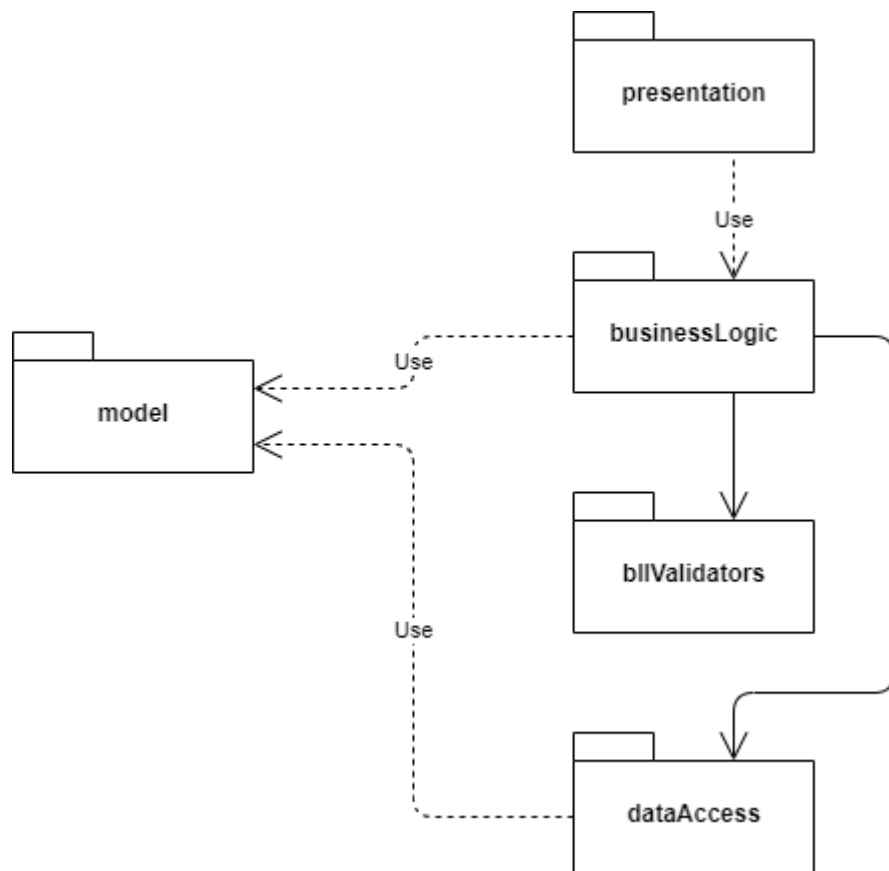 presentation
Use
businessLogic
Use
model
bllValidators
Use
dataAccess